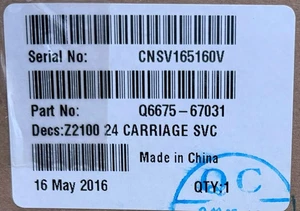 Serial No: CNSV165160V
Part No: Q6675-67031
Decs:Z2100 24 CARRIAGE SVC
Made in China
16 May 2016 QTY:1
QC